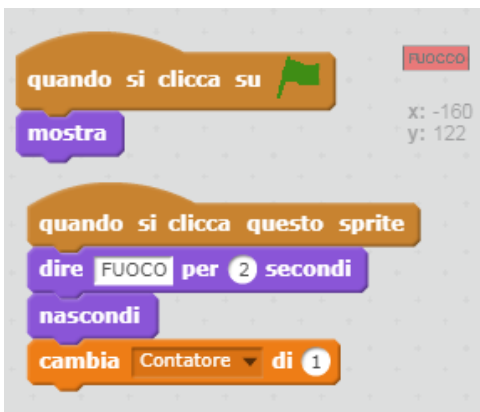 FUOCCO
quando si clicca su
x: -160
mostra
y: 122
quando si clicca questo sprite
dire FUOCO per 2 secondi
nascondi
cambia Contatore di 1